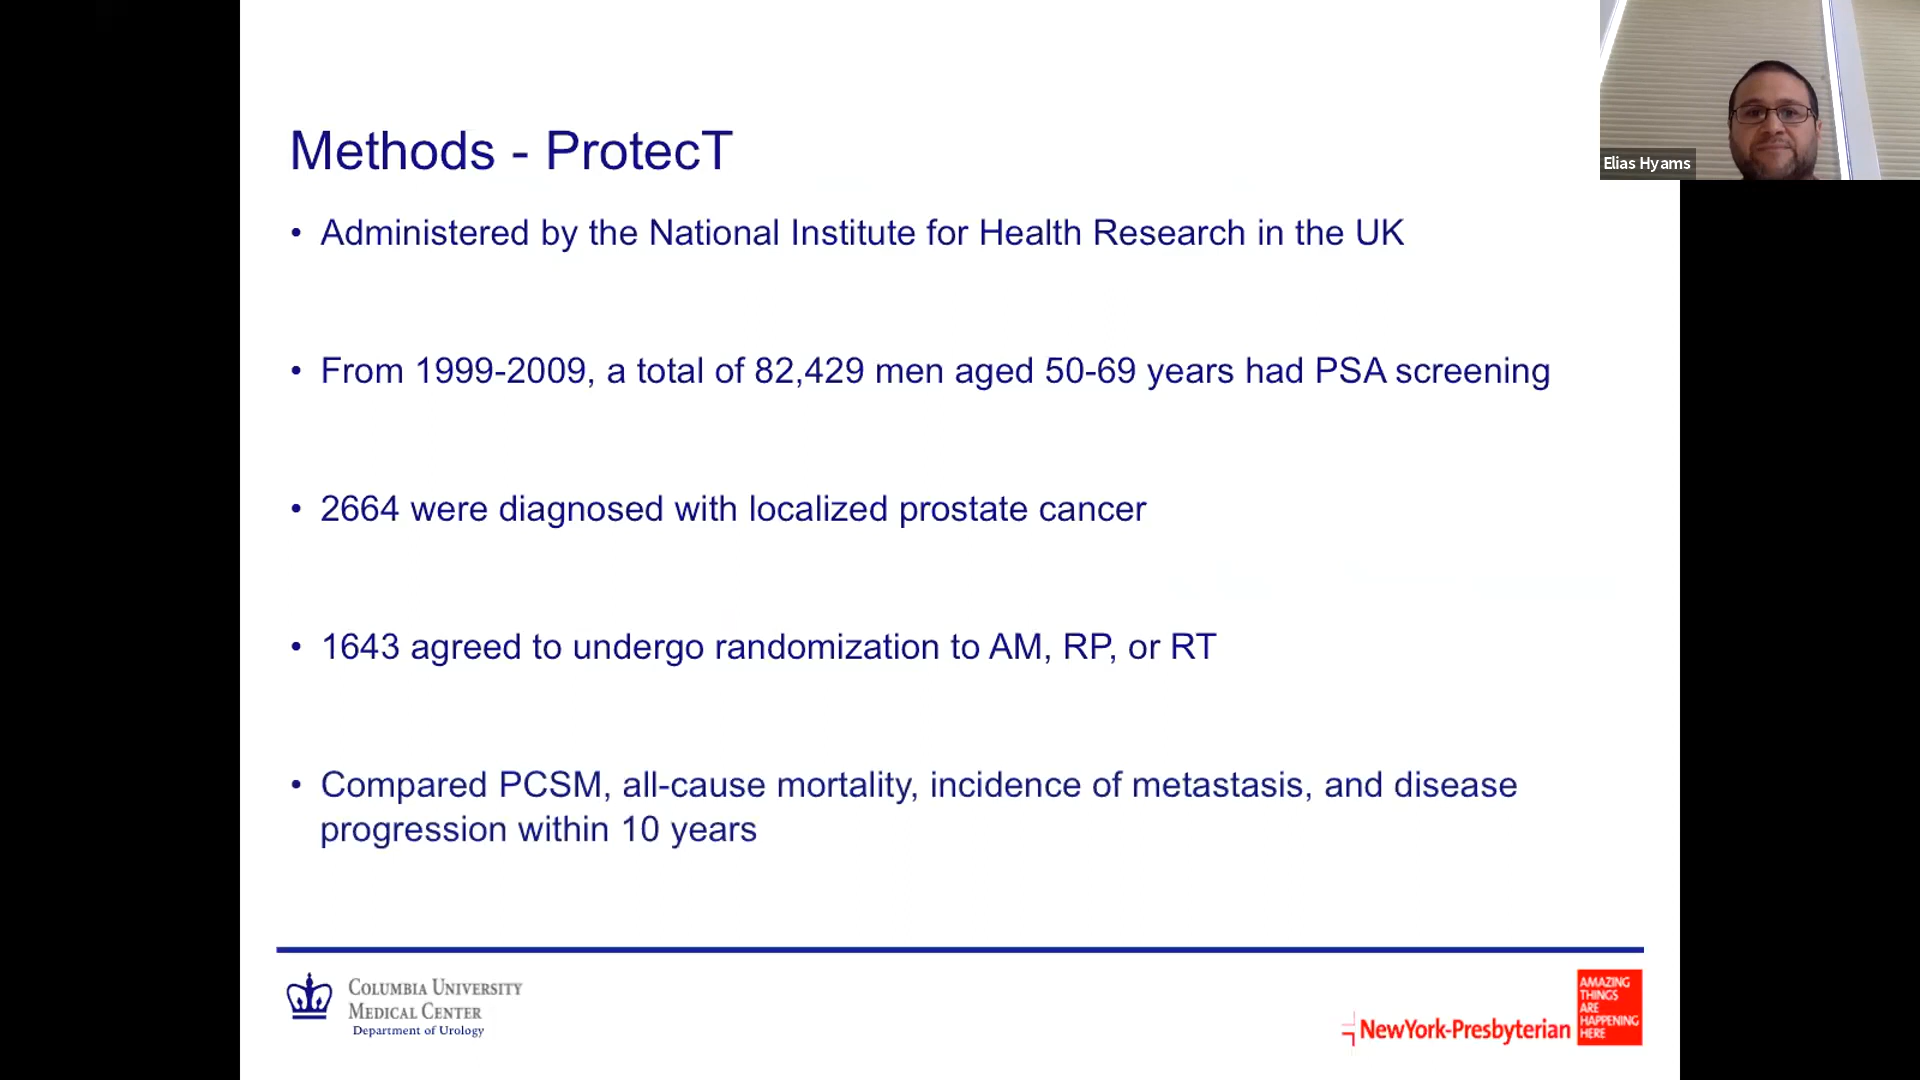 Methods - ProtecT
• Administered by the National Institute for Health Research in the UK
• From 1999-2009, a total of 82,429 men aged 50-69 years had PSA screening
• 2664 were diagnosed with localized prostate cancer
• 1643 agreed to undergo randomization to AM, RP, or RT
• Compared PCSM, all-cause mortality, incidence of metastasis, and disease
progression within 10 years
Elias Hyams
COLUMBIA UNIVERSITY
MEDICAL CENTER
Department of Urology
NewYork-Presbyterian
AMAZING
THINGS
ARE
HAPPENING
HERE